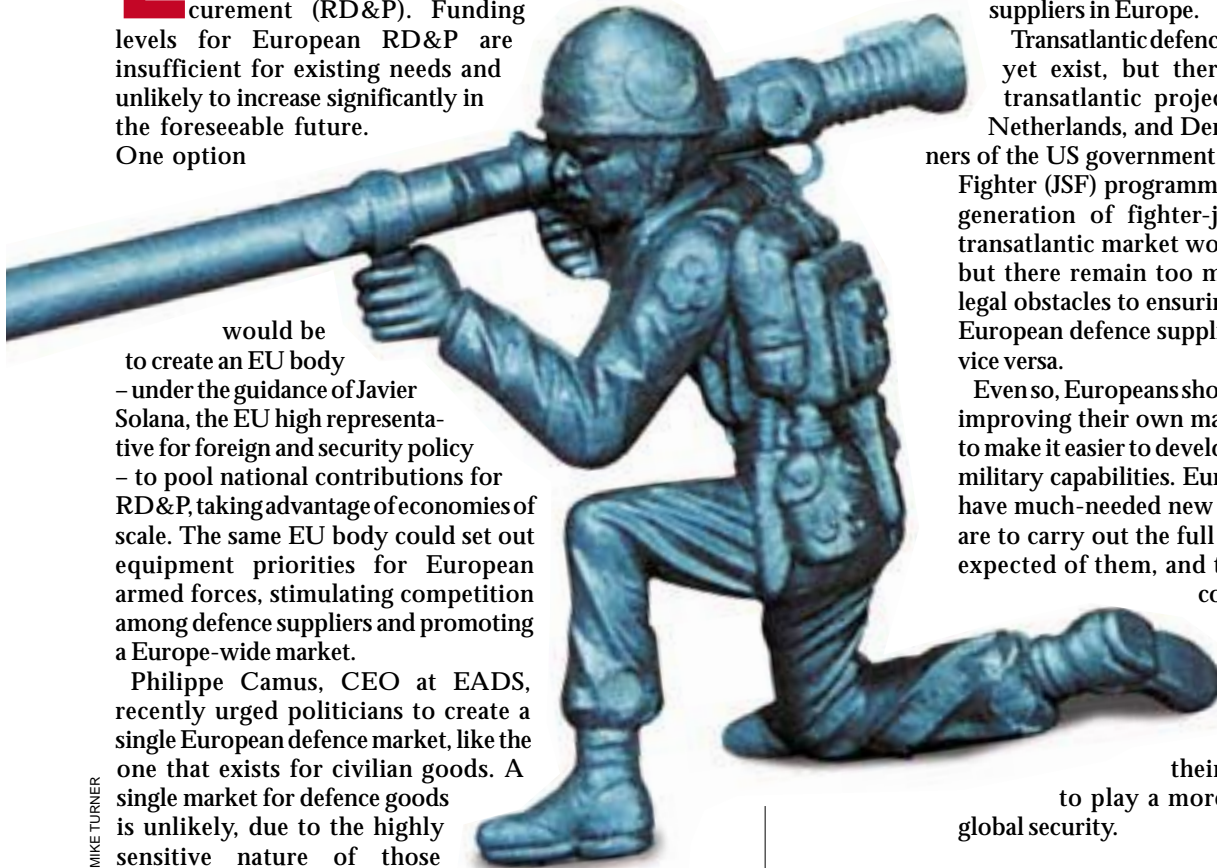 curement (RD&P). Funding
levels for European RD&P are
insufficient for existing needs and
unlikely to increase significantly in
the foreseeable future.
One option
would be
to create an EU body
– under the guidance of Javier
Solana, the EU high representa-
tive for foreign and security policy
– to pool national contributions for
RD&P, taking advantage of economies of
scale. The same EU body could set out
equipment priorities for European
armed forces, stimulating competition
among defence suppliers and promoting
a Europe-wide market.
Philippe Camus, CEO at EADS,
recently urged politicians to create a
single European defence market, like the
one that exists for civilian goods. A
single market for defence goods
is unlikely, due to the highly
sensitive nature of those
MIKE TURNER
suppliers in Europe.
Transatlantic defenc
yet exist, but ther
transatlantic projec
Netherlands, and Der
ners of the US government
Fighter (JSF) programm
generation of fighter-j
transatlantic market wo
but there remain too m
legal obstacles to ensurin
European defence suppli
vice versa.
Even so, Europeans sho
improving their own ma
to make it easier to develo
military capabilities. Eur
have much-needed new
are to carry out the full
expected of them, and t
co
their
to play a more
global security.